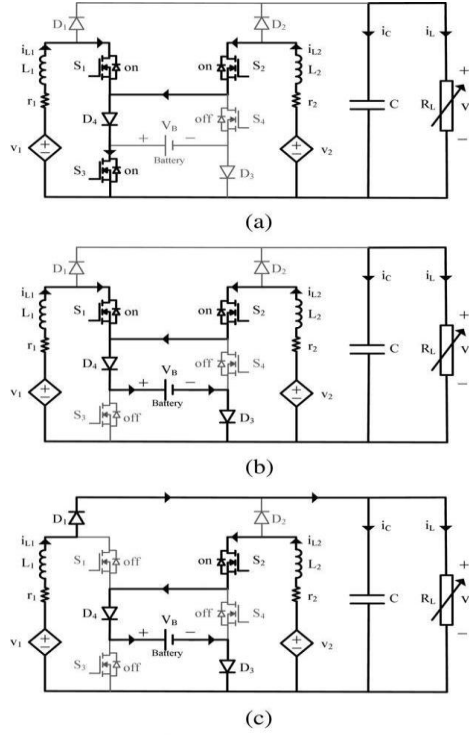 D1 D2
iL1 iL2 iC iL
L1 S1 on on S2 L2
+
r1 D4 off S4 r2 C RL V
+ VB −
v1 Battery v2 −
S3 on D3
(a)
D1 D2
iL1 iL2 iC iL
L1 S1 on on S2 L2
+
r1 D4 off S4 r2 C RL V
+ VB −
v1 Battery v2 −
S3 off D3
(b)
D1 D2
iL1 iL2 iC iL
L1 S1 off on S2 L2
+
r1 D4 off S4 r2 C RL V
+ VB −
v1 Battery v2 −
S3 off D3
(c)